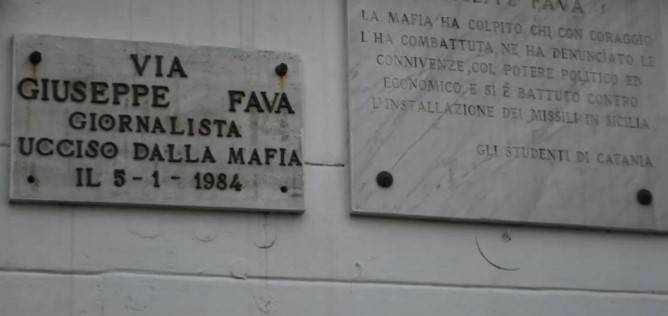 VIA
GIUSEPPE FAVA
GIORNALISTA
UCCISO DALLA MAFIA
IL 5-1-1984
GIUSEPPE FAVA
LA MAFIA HA COLPITO, CHI CON CORAGGIO
L'HA COMBATTUTA, NE HA DENUNCIATO LE
CONNIVENZE, COL POTERE POLITICO ED
ECONOMICO, E SI È BATTUTO CONTRO
L'INSTALLAZIONE DEI MISSILI IN SICILIA
GLI STUDENTI DI CATANIA